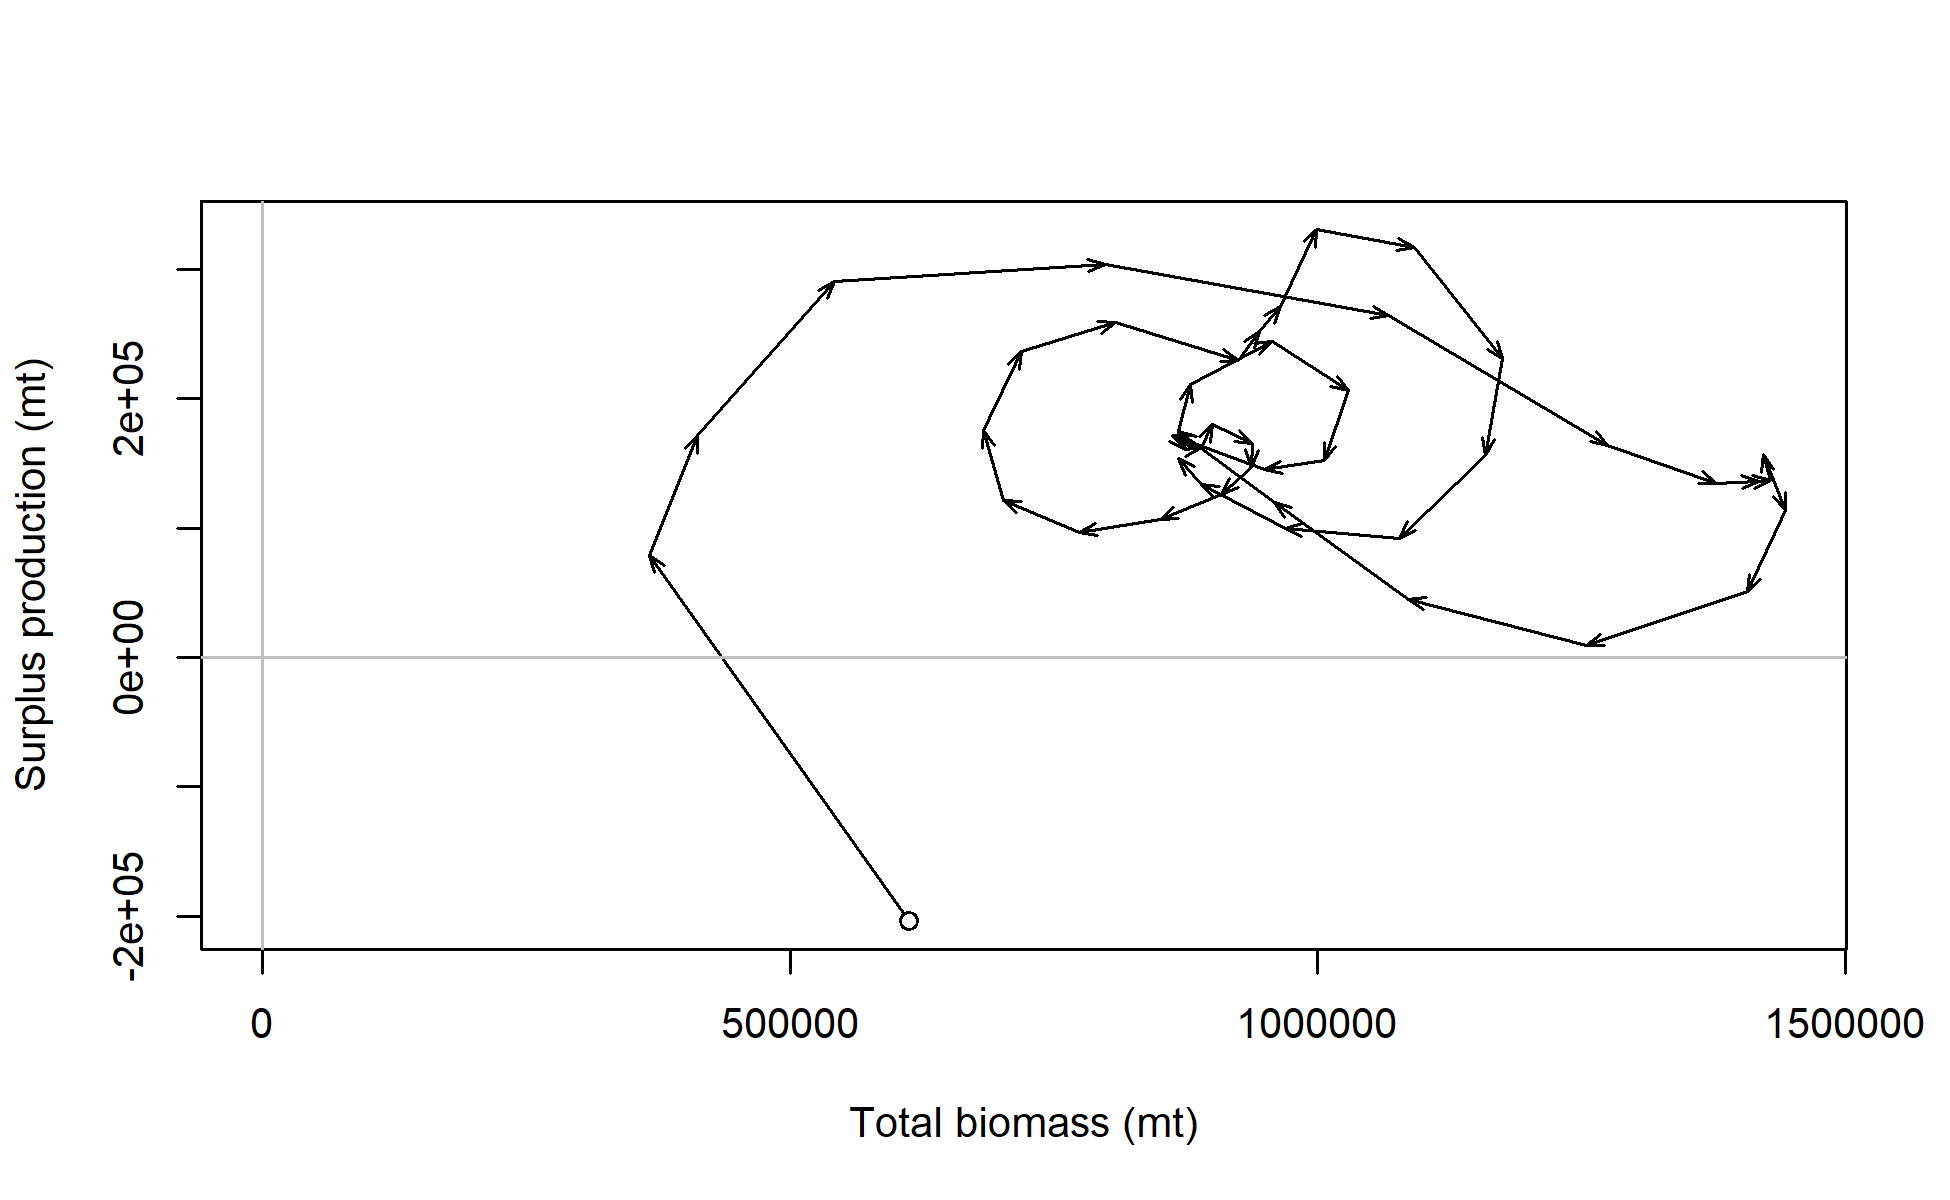 Surplus production (mt)
2e+05
0e+00
-2e+05
0 500000 1000000 1500000
Total biomass (mt)